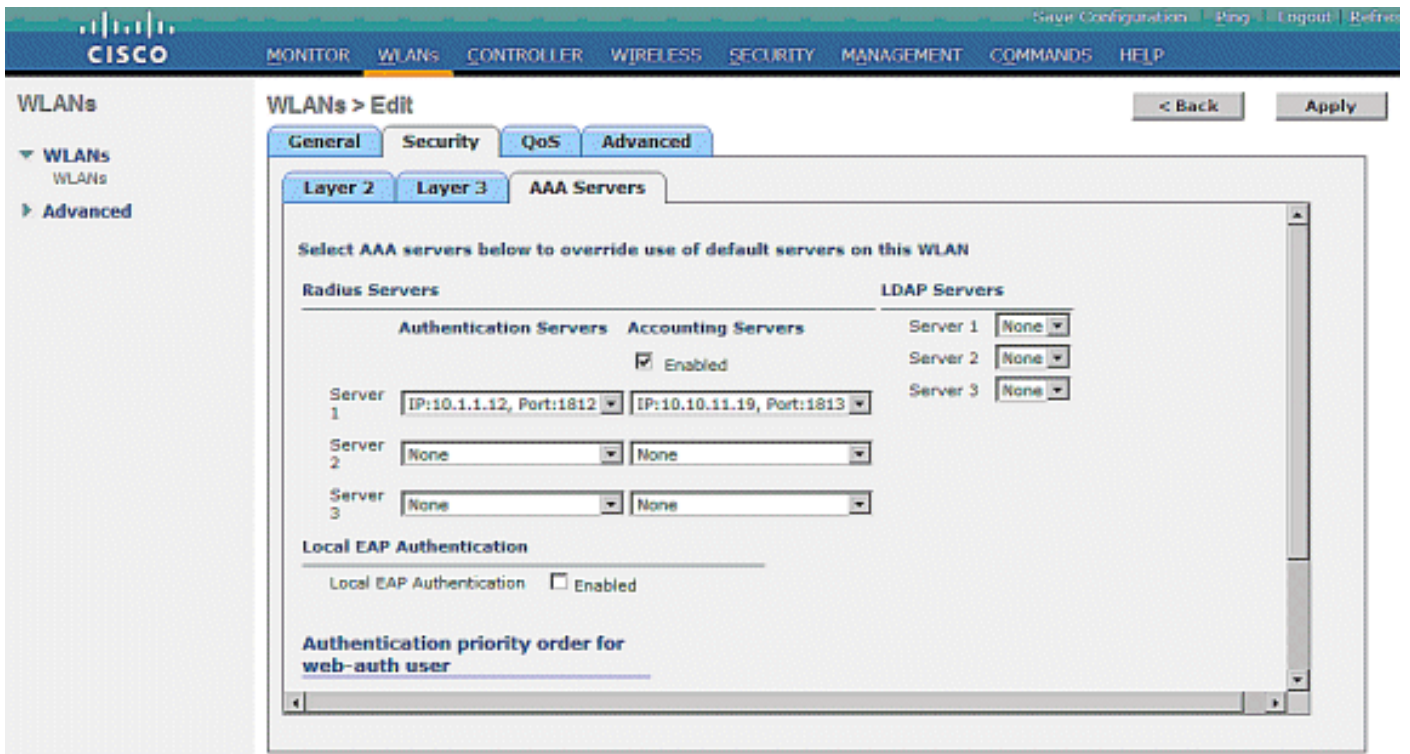 Save Configuration | Ping | Logout | Refres
CISCO
MONITOR WLANs CONTROLLER WIRELESS SECURITY MANAGEMENT COMMANDS HELP
WLANs
WLANs
WLANs
Advanced
WLANs > Edit
< Back
Apply
General Security QoS Advanced
Layer 2 Layer 3 AAA Servers
Select AAA servers below to override use of default servers on this WLAN
Radius Servers
LDAP Servers
Authentication Servers Accounting Servers
Enabled
Server 1
IP:10.1.1.12, Port:1812
IP:10.10.11.19, Port:1813
Server 2
None
None
Server 3
None
None
Server 1 None
Server 2 None
Server 3 None
Local EAP Authentication
Local EAP Authentication Enabled
Authentication priority order for
web-auth user